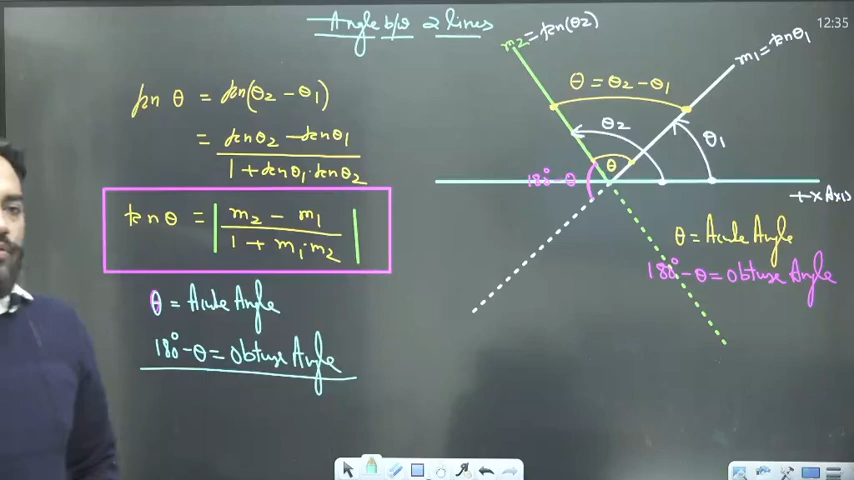 Angle b/w 2 lines
12:35
m2 = tan(θ2)
m1 = tanθ1
θ = θ2 - θ1
θ2
θ1
θ
180° - θ
+x Axis
θ = Acute Angle
180° - θ = Obtuse Angle
tan θ = tan(θ2 - θ1)
= tanθ2 - tanθ1
1 + tanθ1·tanθ2
tanθ = | m2 - m1 |
1 + m1·m2
θ = Acute Angle
180° - θ = Obtuse Angle